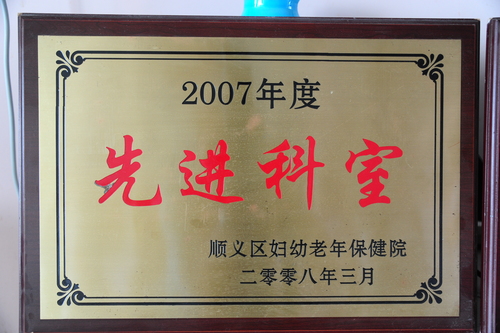 2007年度
先进科室
顺义区妇幼老年保健院
二零零八年三月